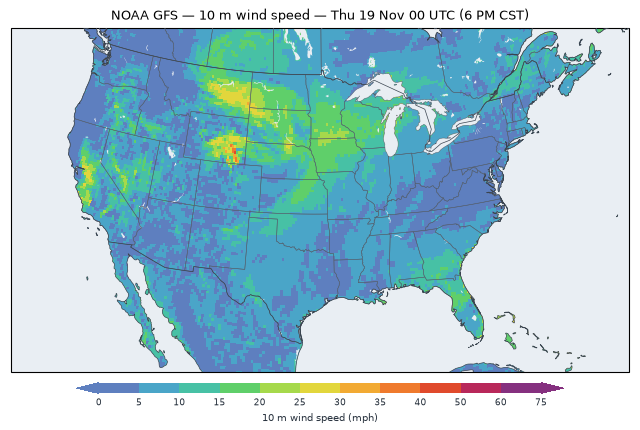 NOAA GFS — 10 m wind speed — Thu 19 Nov 00 UTC (6 PM CST)
0 5 10 15 20 25 30 35 40 50 60 75
10 m wind speed (mph)